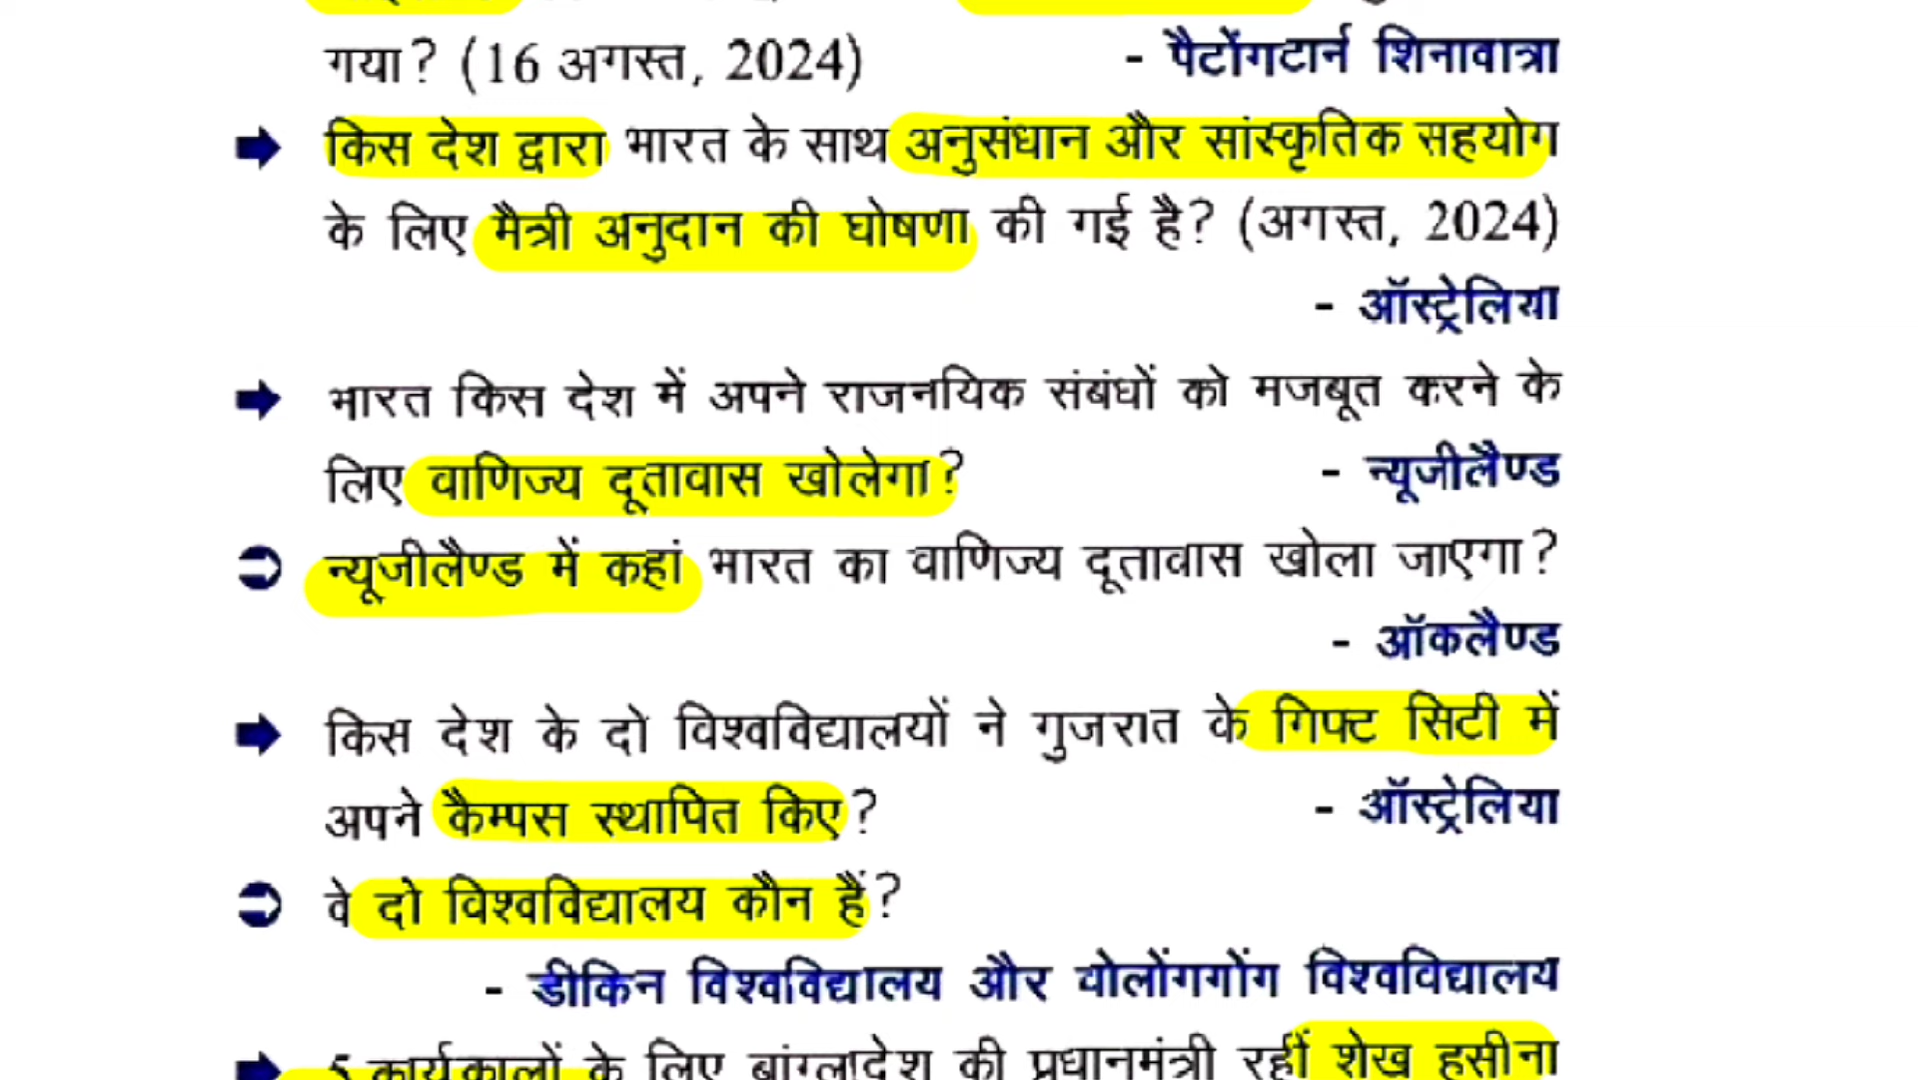 गया? (16 अगस्त, 2024) - पैटोंगटार्न शिनावात्रा
किस देश द्वारा भारत के साथ अनुसंधान और सांस्कृतिक सहयोग
के लिए मैत्री अनुदान की घोषणा की गई है? (अगस्त, 2024)
- ऑस्ट्रेलिया
भारत किस देश में अपने राजनयिक संबंधों को मजबूत करने के
लिए वाणिज्य दूतावास खोलेगा? - न्यूजीलैण्ड
न्यूजीलैण्ड में कहां भारत का वाणिज्य दूतावास खोला जाएगा?
- ऑकलैण्ड
किस देश के दो विश्वविद्यालयों ने गुजरात के गिफ्ट सिटी में
अपने कैम्पस स्थापित किए? - ऑस्ट्रेलिया
वे दो विश्वविद्यालय कौन हैं?
- डीकिन विश्वविद्यालय और वोलोंगगोंग विश्वविद्यालय
5 कार्यकालों के लिए बांग्लादेश की प्रधानमंत्री रहीं शेख हसीना